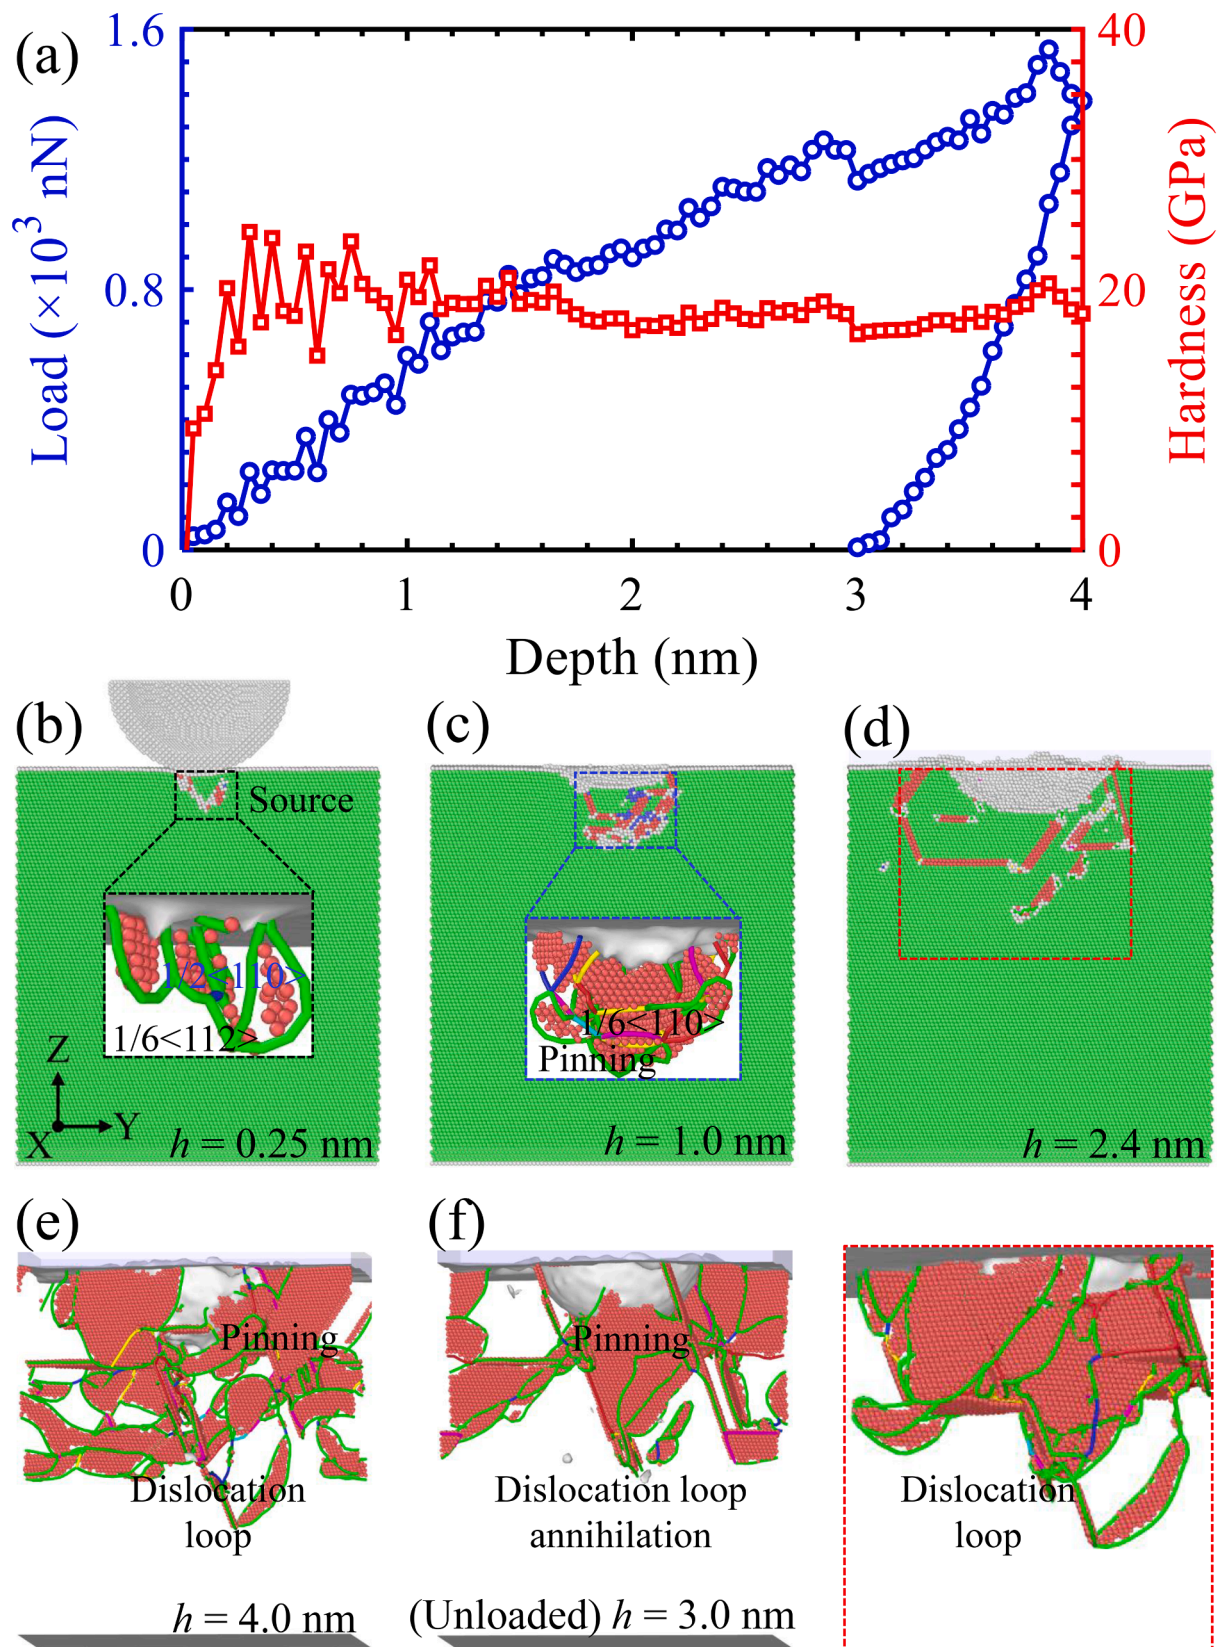 (a)
1.6
0.8
0
Load (×10³ nN)
40
20
0
Hardness (GPa)
0 1 2 3 4
Depth (nm)
(b)
Source
1/2<110>
1/6<112>
Z
X
Y
h = 0.25 nm
(c)
1/6<110>
Pinning
h = 1.0 nm
(d)
h = 2.4 nm
(e)
Pinning
Dislocation
loop
h = 4.0 nm
(f)
Pinning
Dislocation loop
annihilation
(Unloaded) h = 3.0 nm
Dislocation
loop